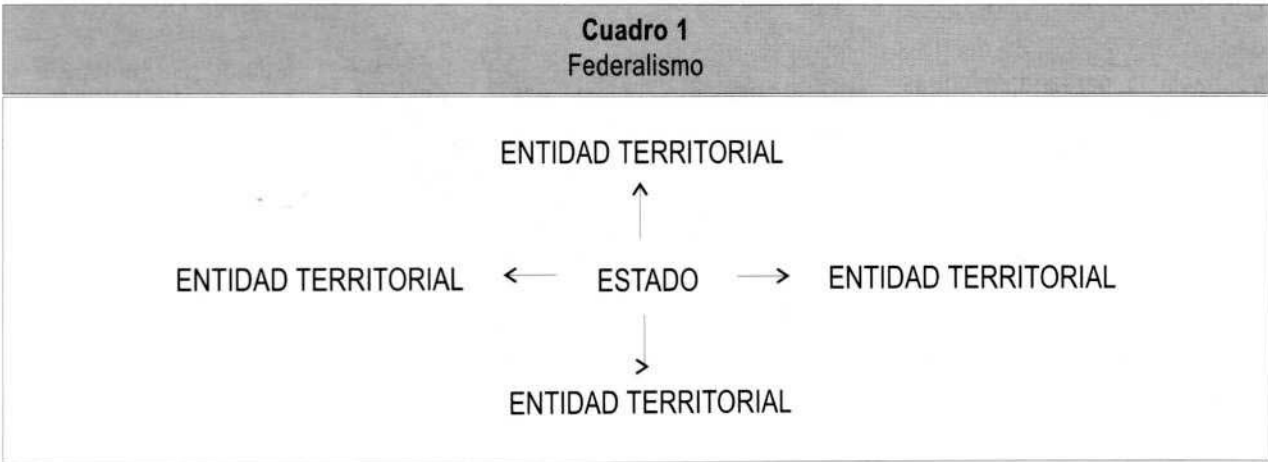 Cuadro 1
Federalismo
ENTIDAD TERRITORIAL
ENTIDAD TERRITORIAL ESTADO ENTIDAD TERRITORIAL
ENTIDAD TERRITORIAL